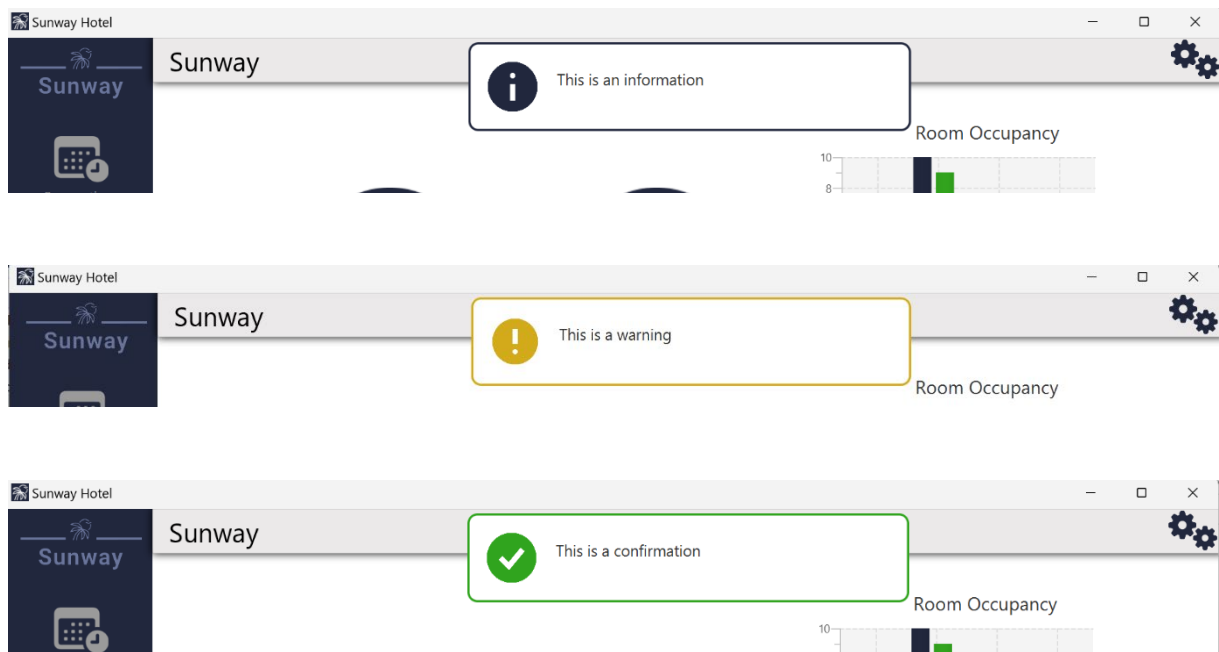 Sunway Hotel
Sunway
Sunway
This is an information
Room Occupancy
10
8
Sunway Hotel
Sunway
Sunway
This is a warning
Room Occupancy
Sunway Hotel
Sunway
Sunway
This is a confirmation
Room Occupancy
10